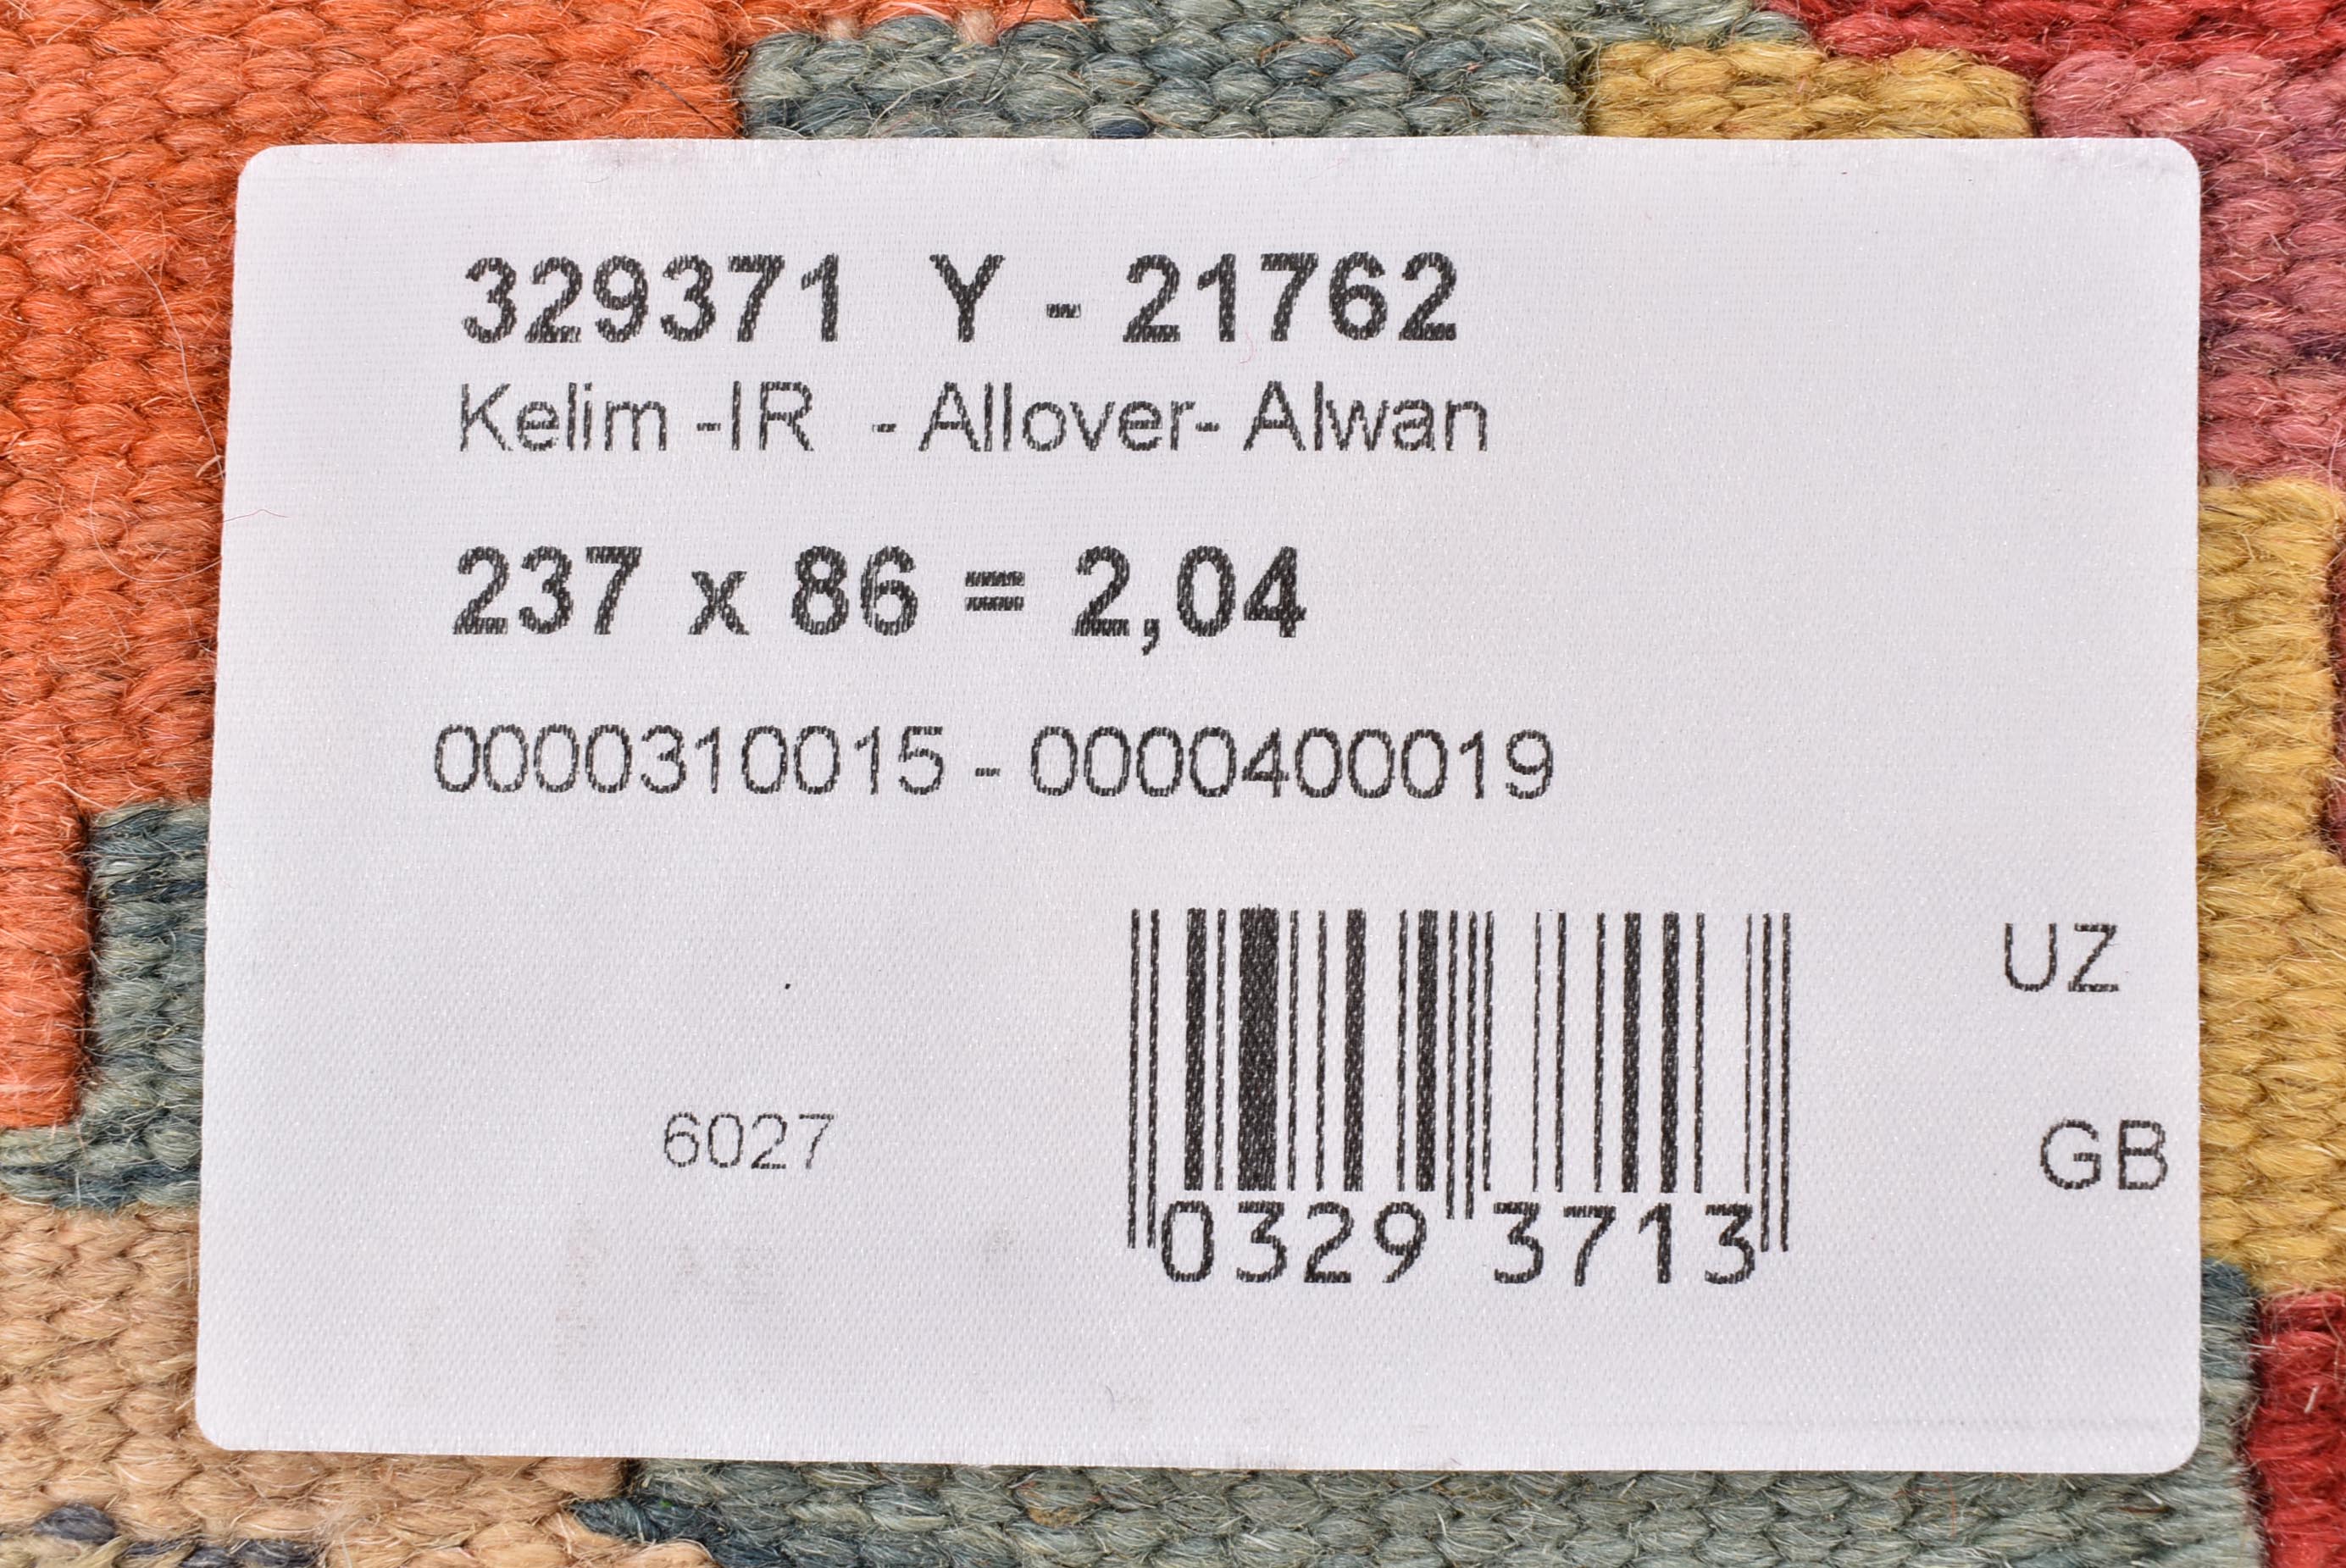 329371 Y - 21762
Kelim -IR - Allover- Alwan
237 x 86 = 2,04
0000310015 - 0000400019
UZ
6027
GB
0329 3713